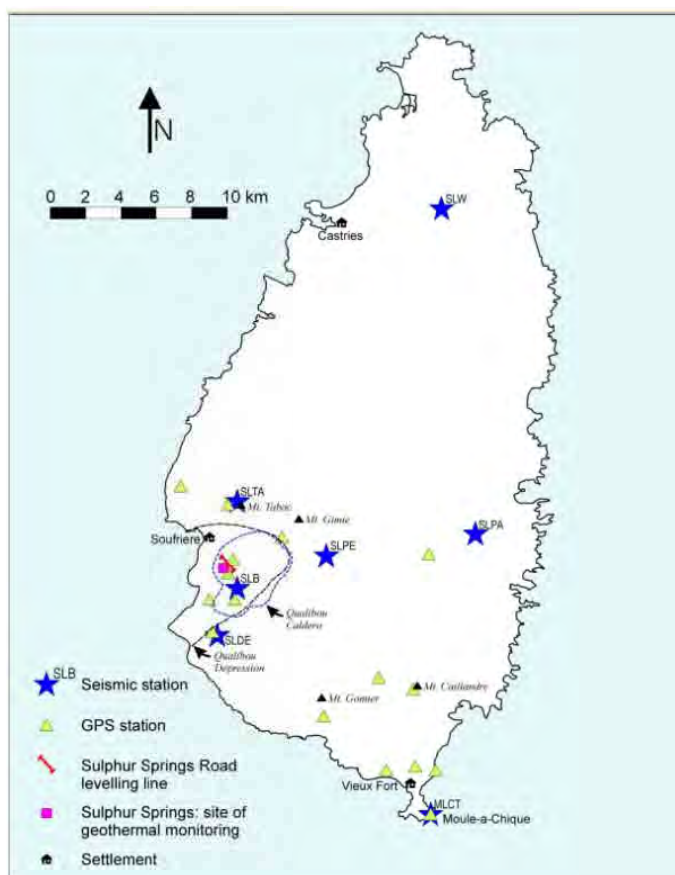 N
0 2 4 6 8 10 km
SLW
Castries
SLTA
Mt. Tabac
Mt. Gimie
SLPA
Soufriere
SLPE
SLB
Qualibou
Caldera
SLDE
Qualibou
Depression
SLB
Seismic station
GPS station
Sulphur Springs Road
levelling line
Sulphur Springs: site of
geothermal monitoring
Settlement
Mt. Gomier
Mt. Caillandre
Vieux Fort
MLCT
Moule-a-Chique